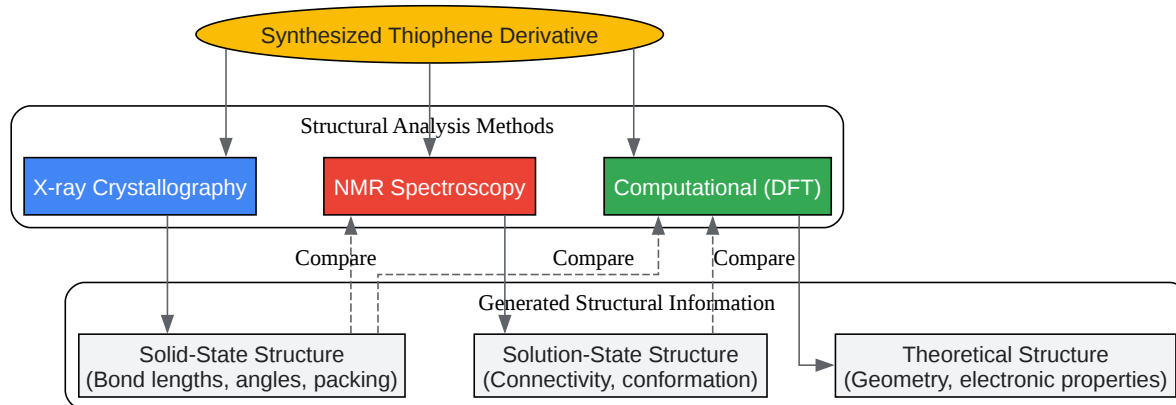 Synthesized Thiophene Derivative
Structural Analysis Methods
X-ray Crystallography
NMR Spectroscopy
Computational (DFT)
Compare
Compare
Compare
Generated Structural Information
Solid-State Structure
(Bond lengths, angles, packing)
Solution-State Structure
(Connectivity, conformation)
Theoretical Structure
(Geometry, electronic properties)